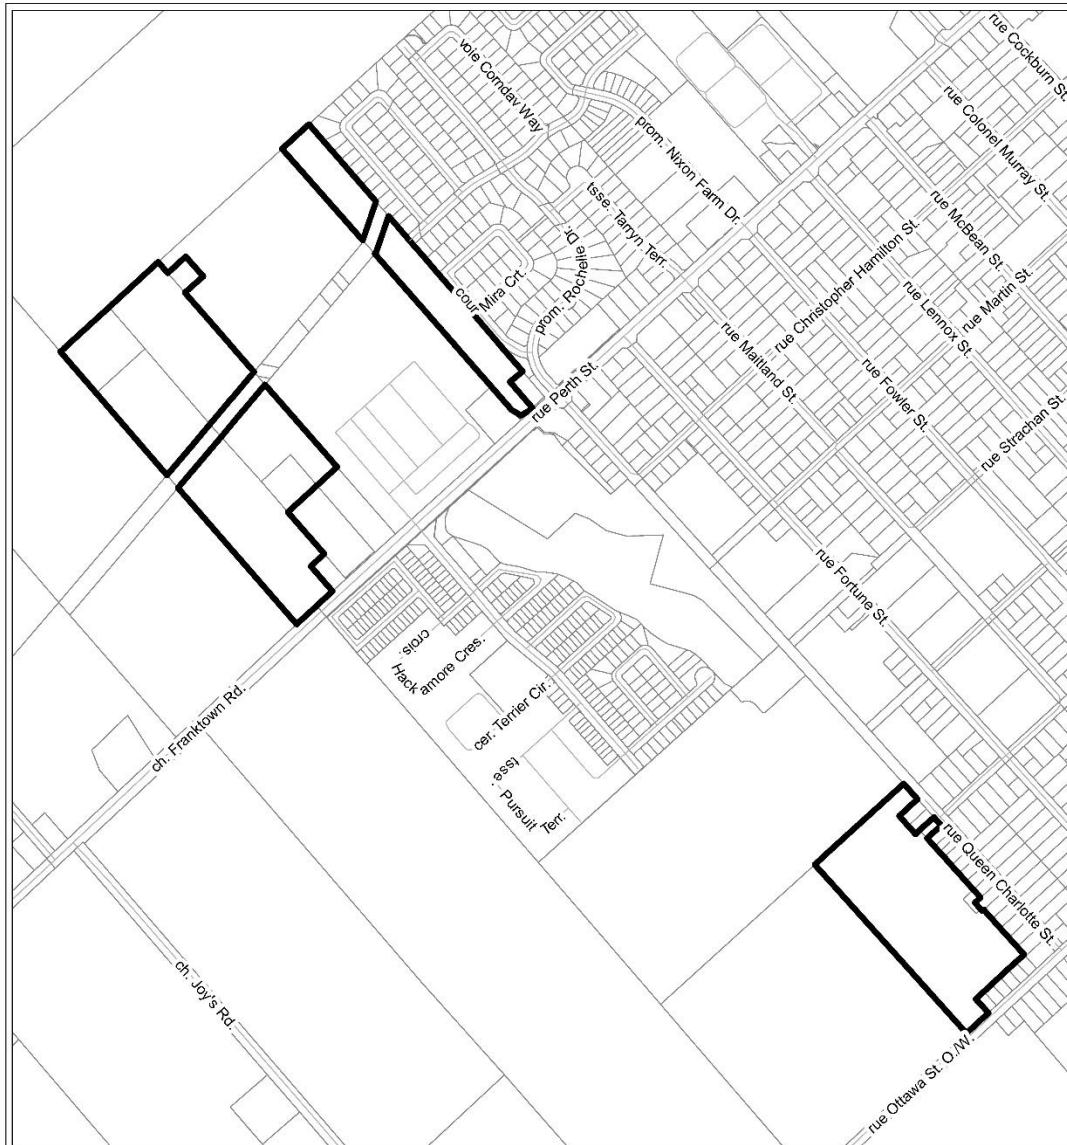 rue Cockburn St.
voie Corndav Way
rue Colonel Murray St.
prom. Nixon Farm Dr.
tsse. Tarryn Terr.
rue McBean St.
rue Christopher Hamilton St.
rue Martin St.
prom. Rochelle Dr.
cour Mira Crt.
rue Lennox St.
rue Maitland St.
rue Fowler St.
rue Perth St.
rue Strachan St.
rue Fortune St.
crois. Hackamore Cres.
cer. Terrier Cir.
ch. Franktown Rd.
tsse. Pursuit Terr.
rue Queen Charlotte St.
ch. Joy's Rd.
rue Ottawa St. O./W.